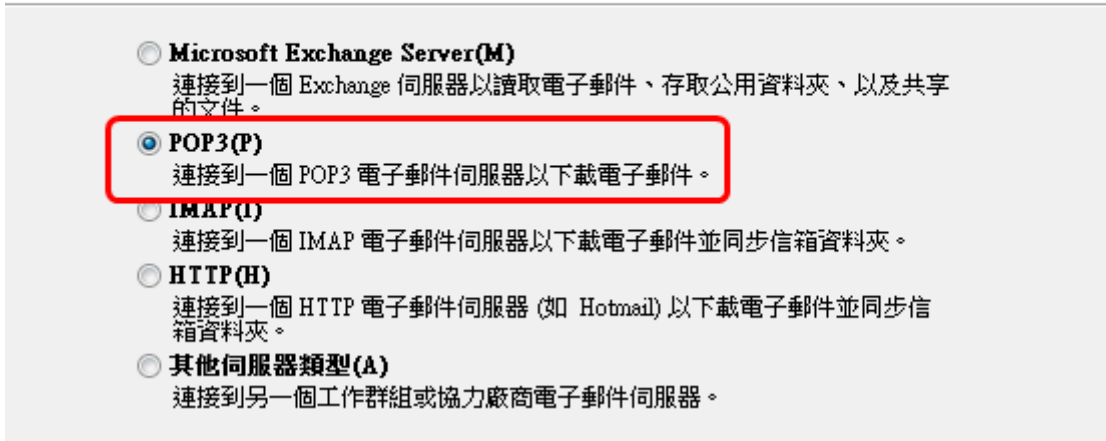 Microsoft Exchange Server(M)
連接到一個 Exchange 伺服器以讀取電子郵件、存取公用資料夾、以及共享
的文件。
POP3(P)
連接到一個 POP3 電子郵件伺服器以下載電子郵件。
IMAP(I)
連接到一個 IMAP 電子郵件伺服器以下載電子郵件並同步信箱資料夾。
HTTP(H)
連接到一個 HTTP 電子郵件伺服器 (如 Hotmail) 以下載電子郵件並同步信
箱資料夾。
其他伺服器類型(A)
連接到另一個工作群組或協力廠商電子郵件伺服器。